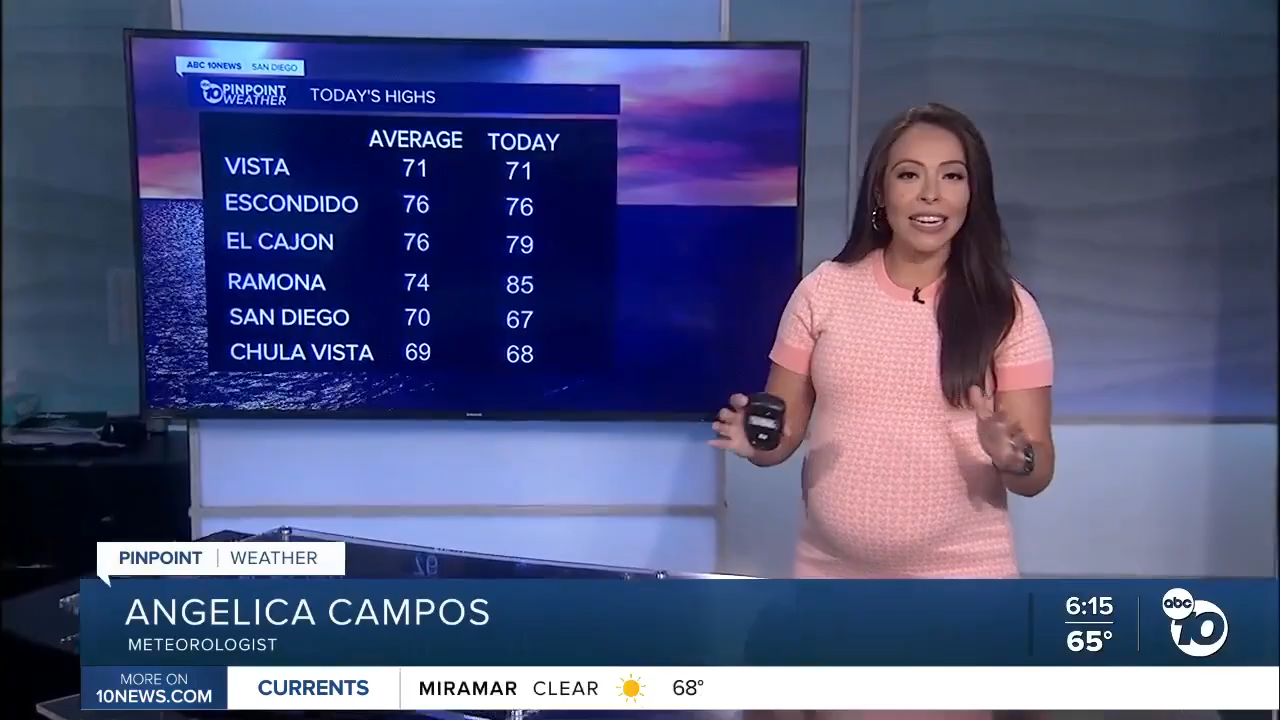 ABC 10NEWS SAN DIEGO
abc 10 PINPOINT WEATHER TODAY'S HIGHS
AVERAGE TODAY
VISTA 71 71
ESCONDIDO 76 76
EL CAJON 76 79
RAMONA 74 85
SAN DIEGO 70 67
CHULA VISTA 69 68
PINPOINT WEATHER
ANGELICA CAMPOS
METEOROLOGIST
6:15
65°
abc 10
MORE ON
10NEWS.COM
CURRENTS
MIRAMAR CLEAR 68°